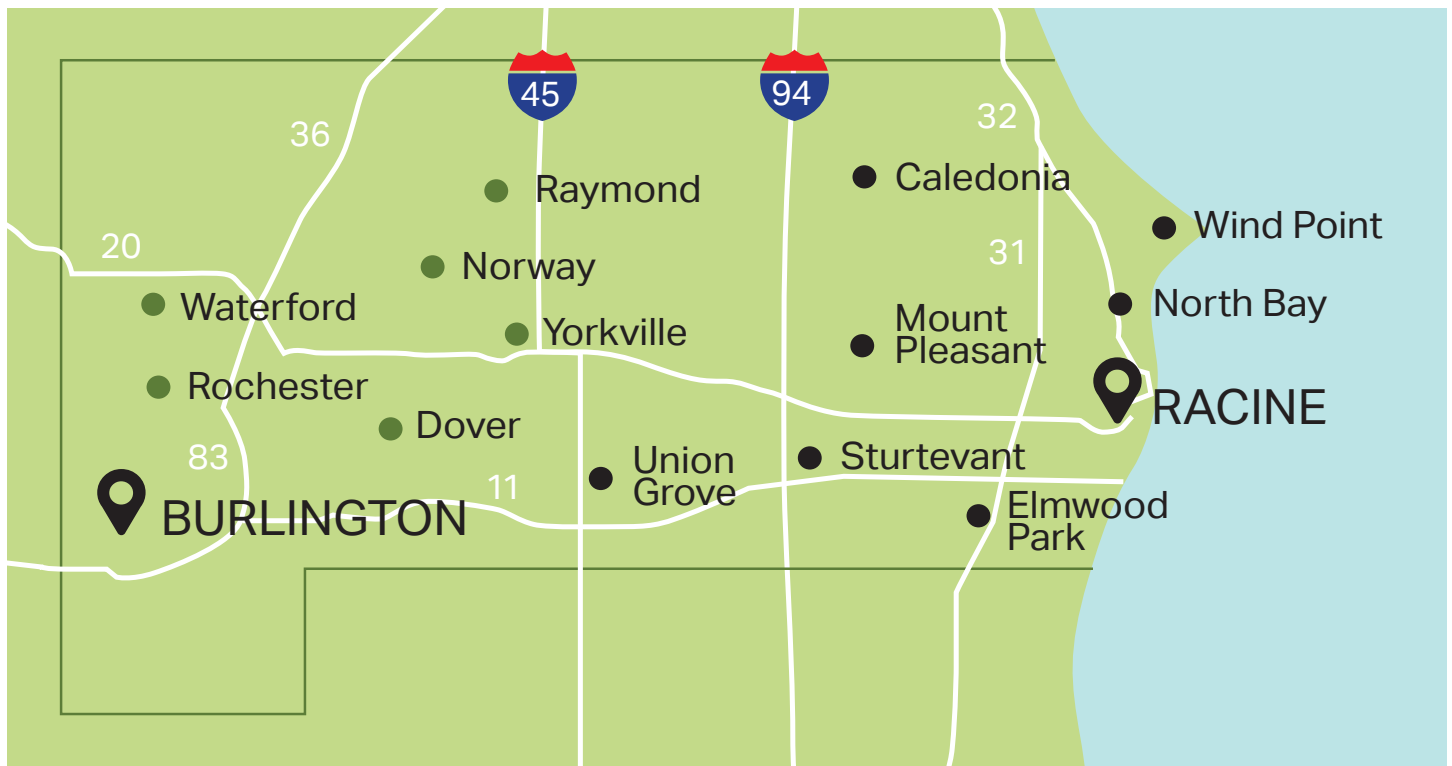 45
94
32
36
Caledonia
Raymond
Wind Point
20
31
Norway
Waterford
North Bay
Mount
Pleasant
Yorkville
Rochester
RACINE
Dover
83
Union
Grove
Sturtevant
11
BURLINGTON
Elmwood
Park